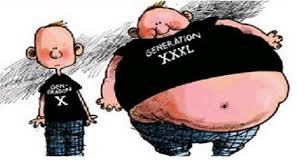 GEN-
ERATION
X
GENERATION
XXXL